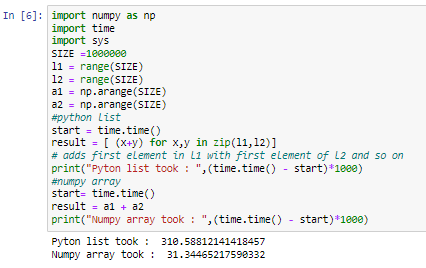 In [6]: import numpy as np
import time
import sys
SIZE =1000000
l1 = range(SIZE)
l2 = range(SIZE)
a1 = np.arange(SIZE)
a2 = np.arange(SIZE)
#python list
start = time.time()
result = [ (x+y) for x,y in zip(l1,l2)]
# adds first element in l1 with first element of l2 and so on
print("Pyton list took : ",(time.time() - start)*1000)
#numpy array
start= time.time()
result = a1 + a2
print("Numpy array took : ",(time.time() - start)*1000)
Pyton list took :  310.58812141418457
Numpy array took :  31.34465217590332